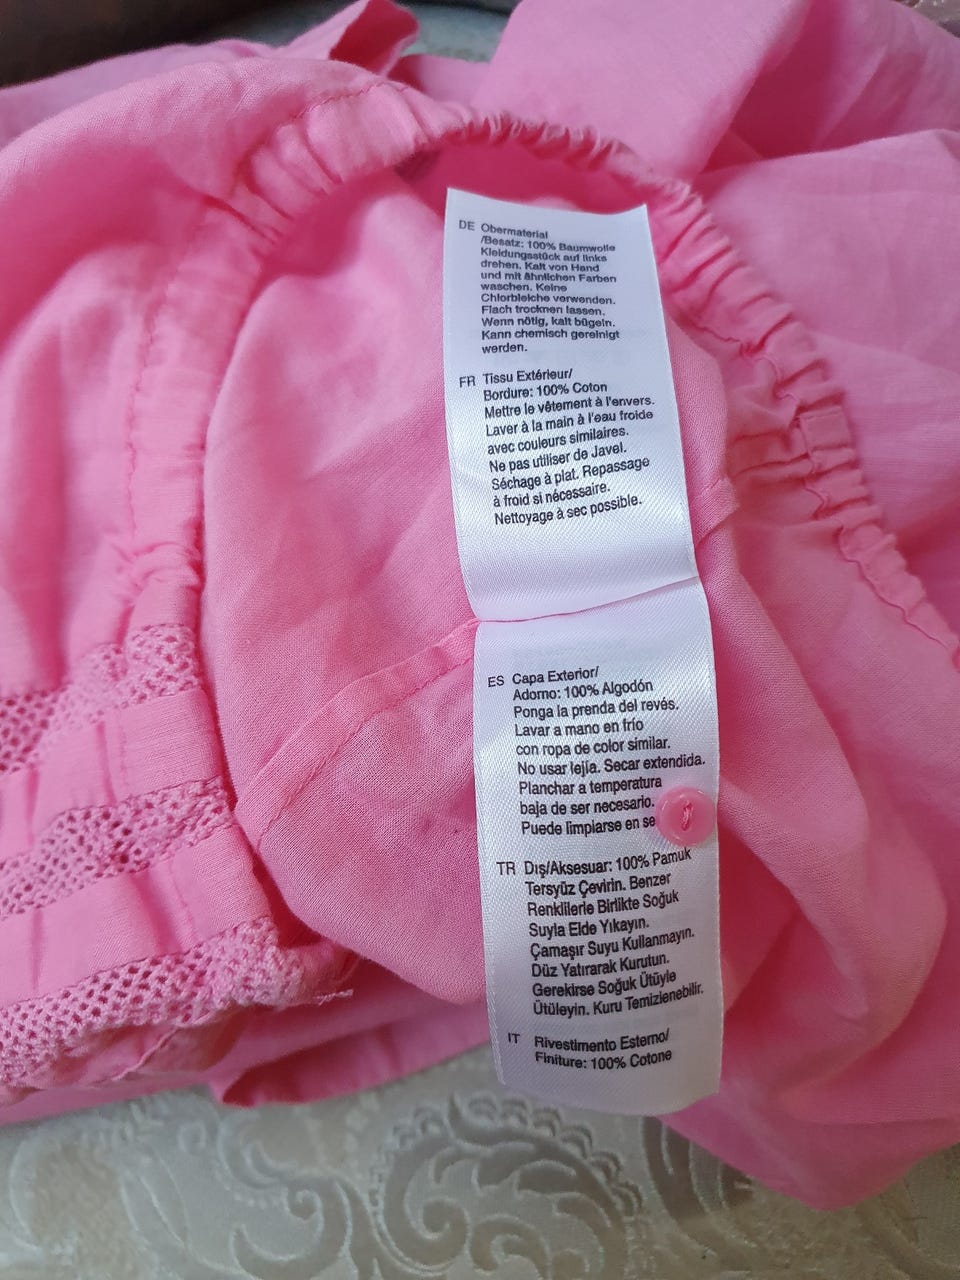 DE Obermaterial
/Besatz: 100% Baumwolle
Kleidungsstück auf links
drehen. Kalt von Hand
und mit ähnlichen Farben
waschen. Keine
Chlorbleiche verwenden.
Flach trocknen lassen.
Wenn nötig, kalt bügeln.
Kann chemisch gereinigt
werden.
FR Tissu Extérieur/
Bordure: 100% Coton
Mettre le vêtement à l'envers.
Laver à la main à l'eau froide
avec couleurs similaires.
Ne pas utiliser de Javel.
Séchage à plat. Repassage
à froid si nécessaire.
Nettoyage à sec possible.
ES Capa Exterior/
Adorno: 100% Algodón
Ponga la prenda del revés.
Lavar a mano en frío
con ropa de color similar.
No usar lejía. Secar extendida.
Planchar a temperatura
baja de ser necesario.
Puede limpiarse en se
TR Dış/Aksesuar: 100% Pamuk
Tersyüz Çevirin. Benzer
Renklilerle Birlikte Soğuk
Suyla Elde Yıkayın.
Çamaşır Suyu Kullanmayın.
Düz Yatırarak Kurutun.
Gerekirse Soğuk Ütüyle
Ütüleyin. Kuru Temizlenebilir.
IT Rivestimento Esterno/
Finiture: 100% Cotone